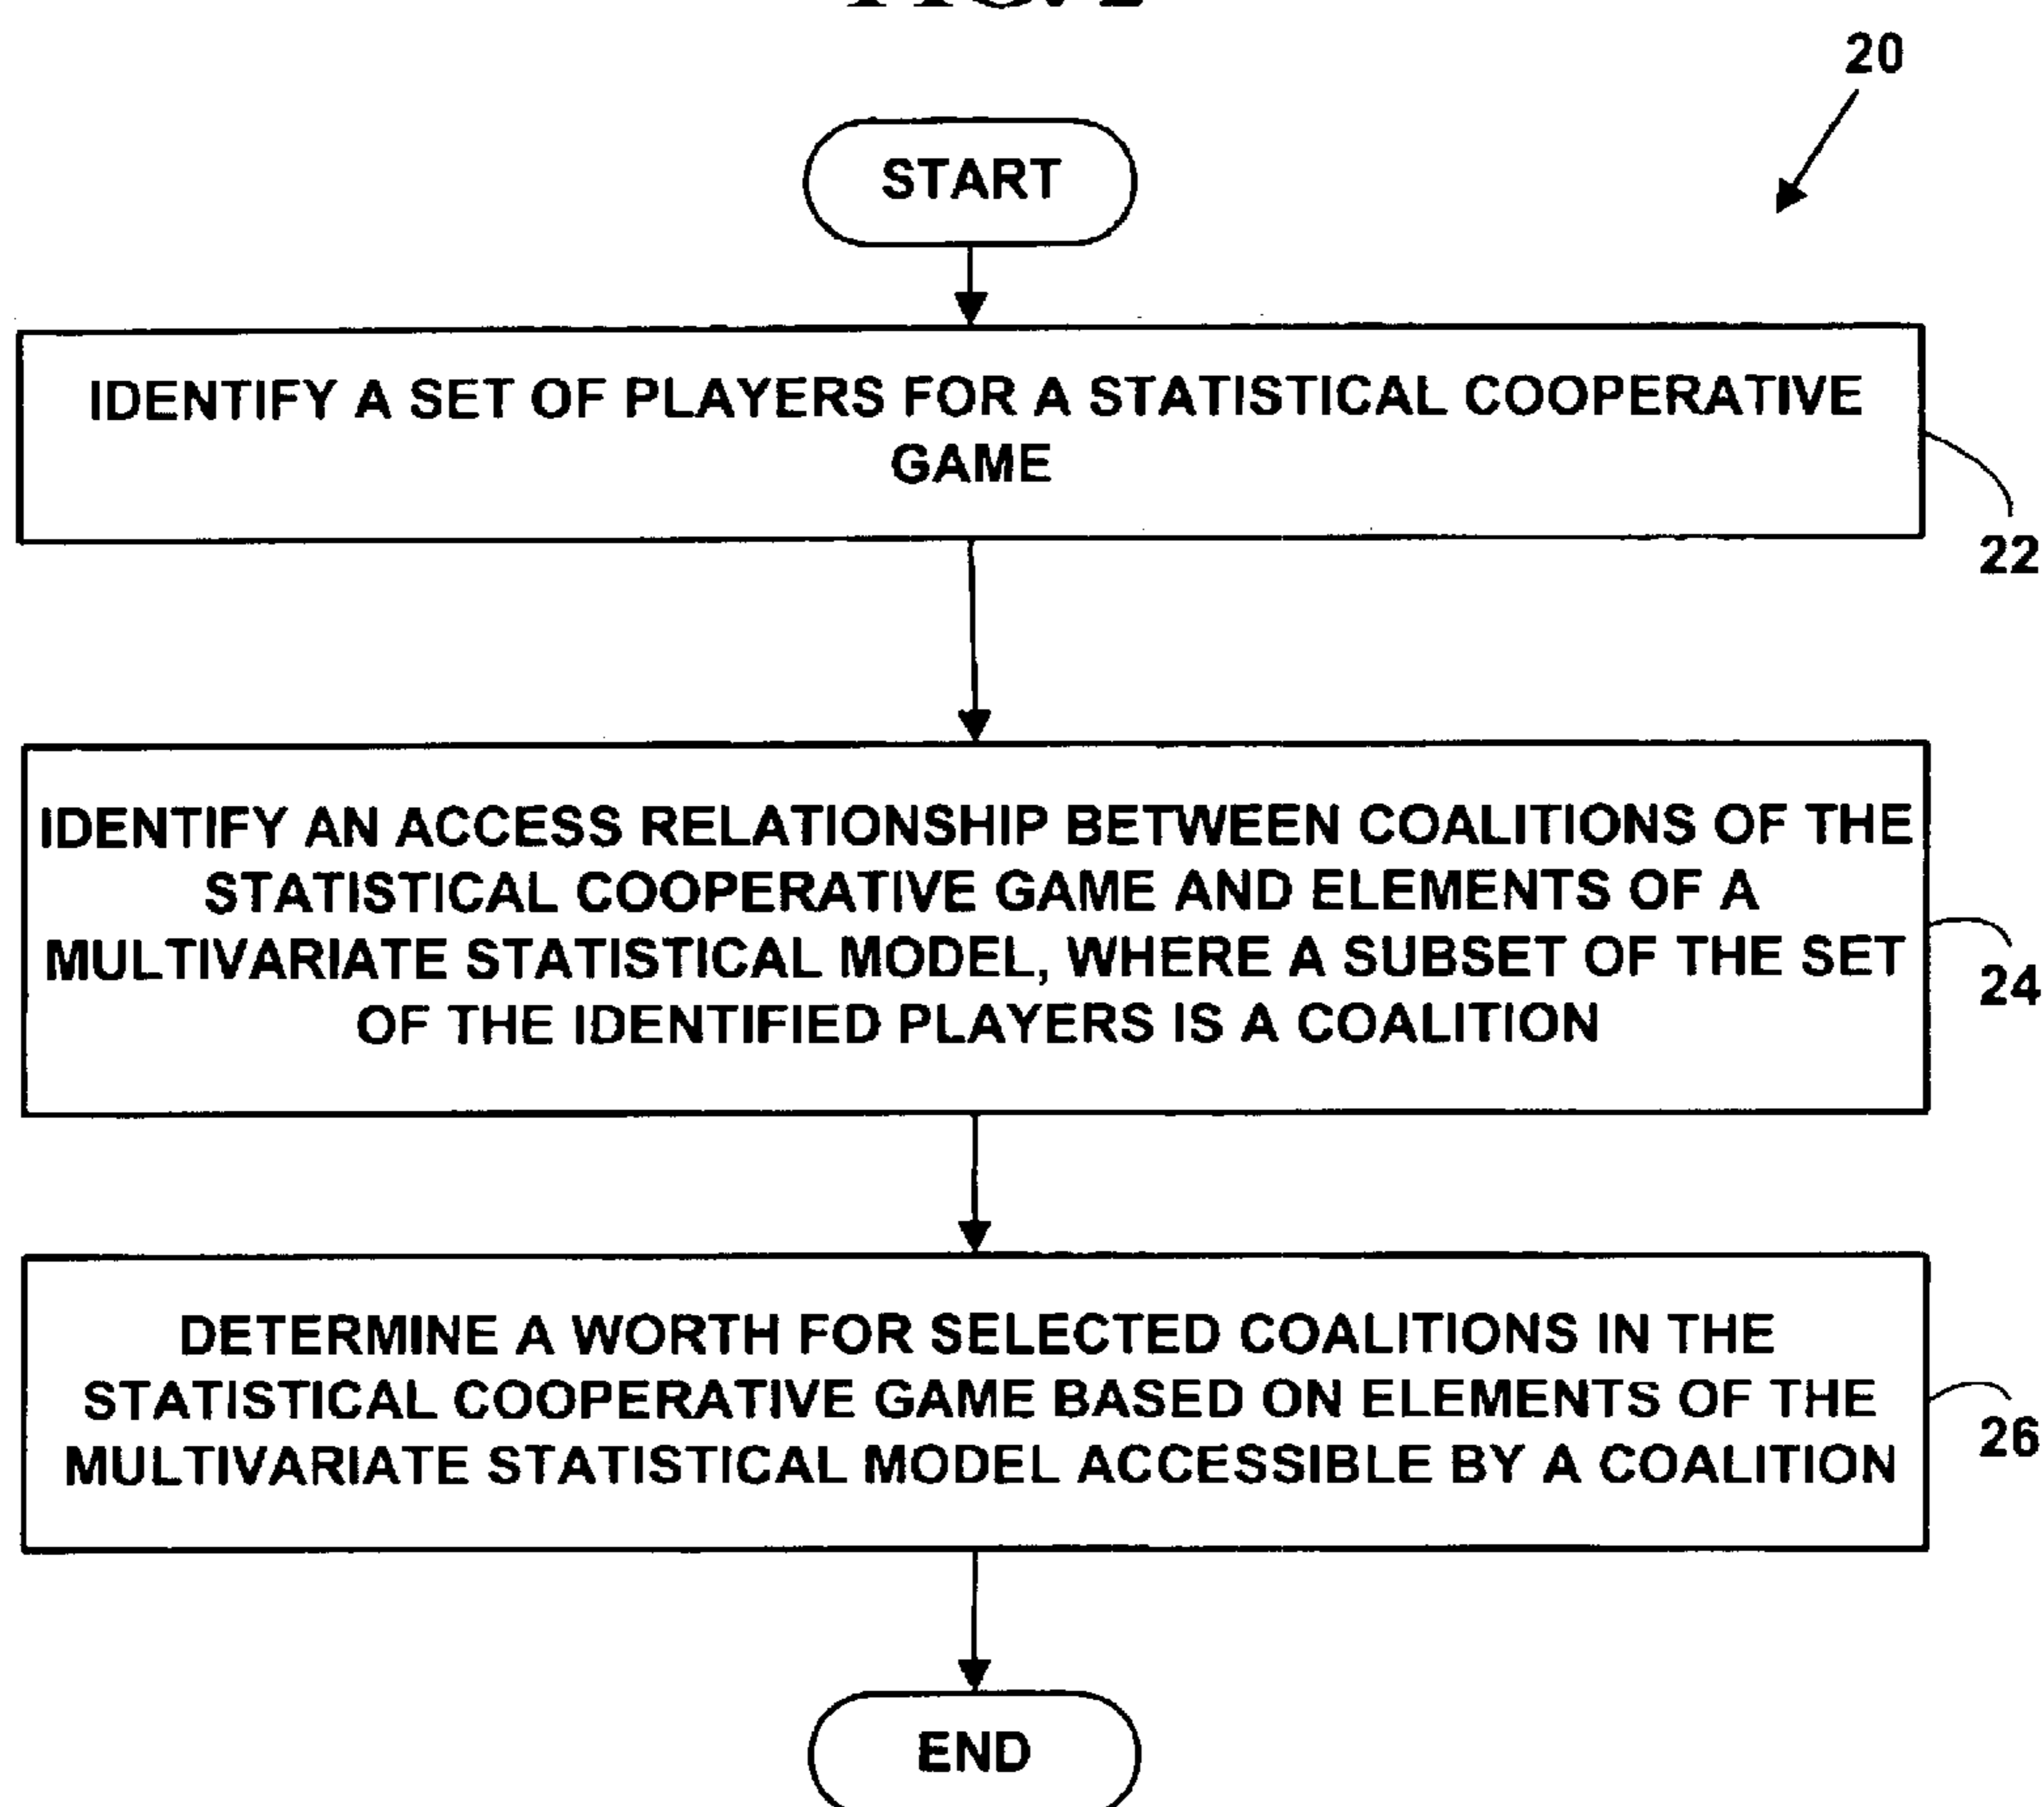 20
START
IDENTIFY A SET OF PLAYERS FOR A STATISTICAL COOPERATIVE
GAME
22
IDENTIFY AN ACCESS RELATIONSHIP BETWEEN COALITIONS OF THE
STATISTICAL COOPERATIVE GAME AND ELEMENTS OF A
MULTIVARIATE STATISTICAL MODEL, WHERE A SUBSET OF THE SET
OF THE IDENTIFIED PLAYERS IS A COALITION
24
DETERMINE A WORTH FOR SELECTED COALITIONS IN THE
STATISTICAL COOPERATIVE GAME BASED ON ELEMENTS OF THE
MULTIVARIATE STATISTICAL MODEL ACCESSIBLE BY A COALITION
26
END